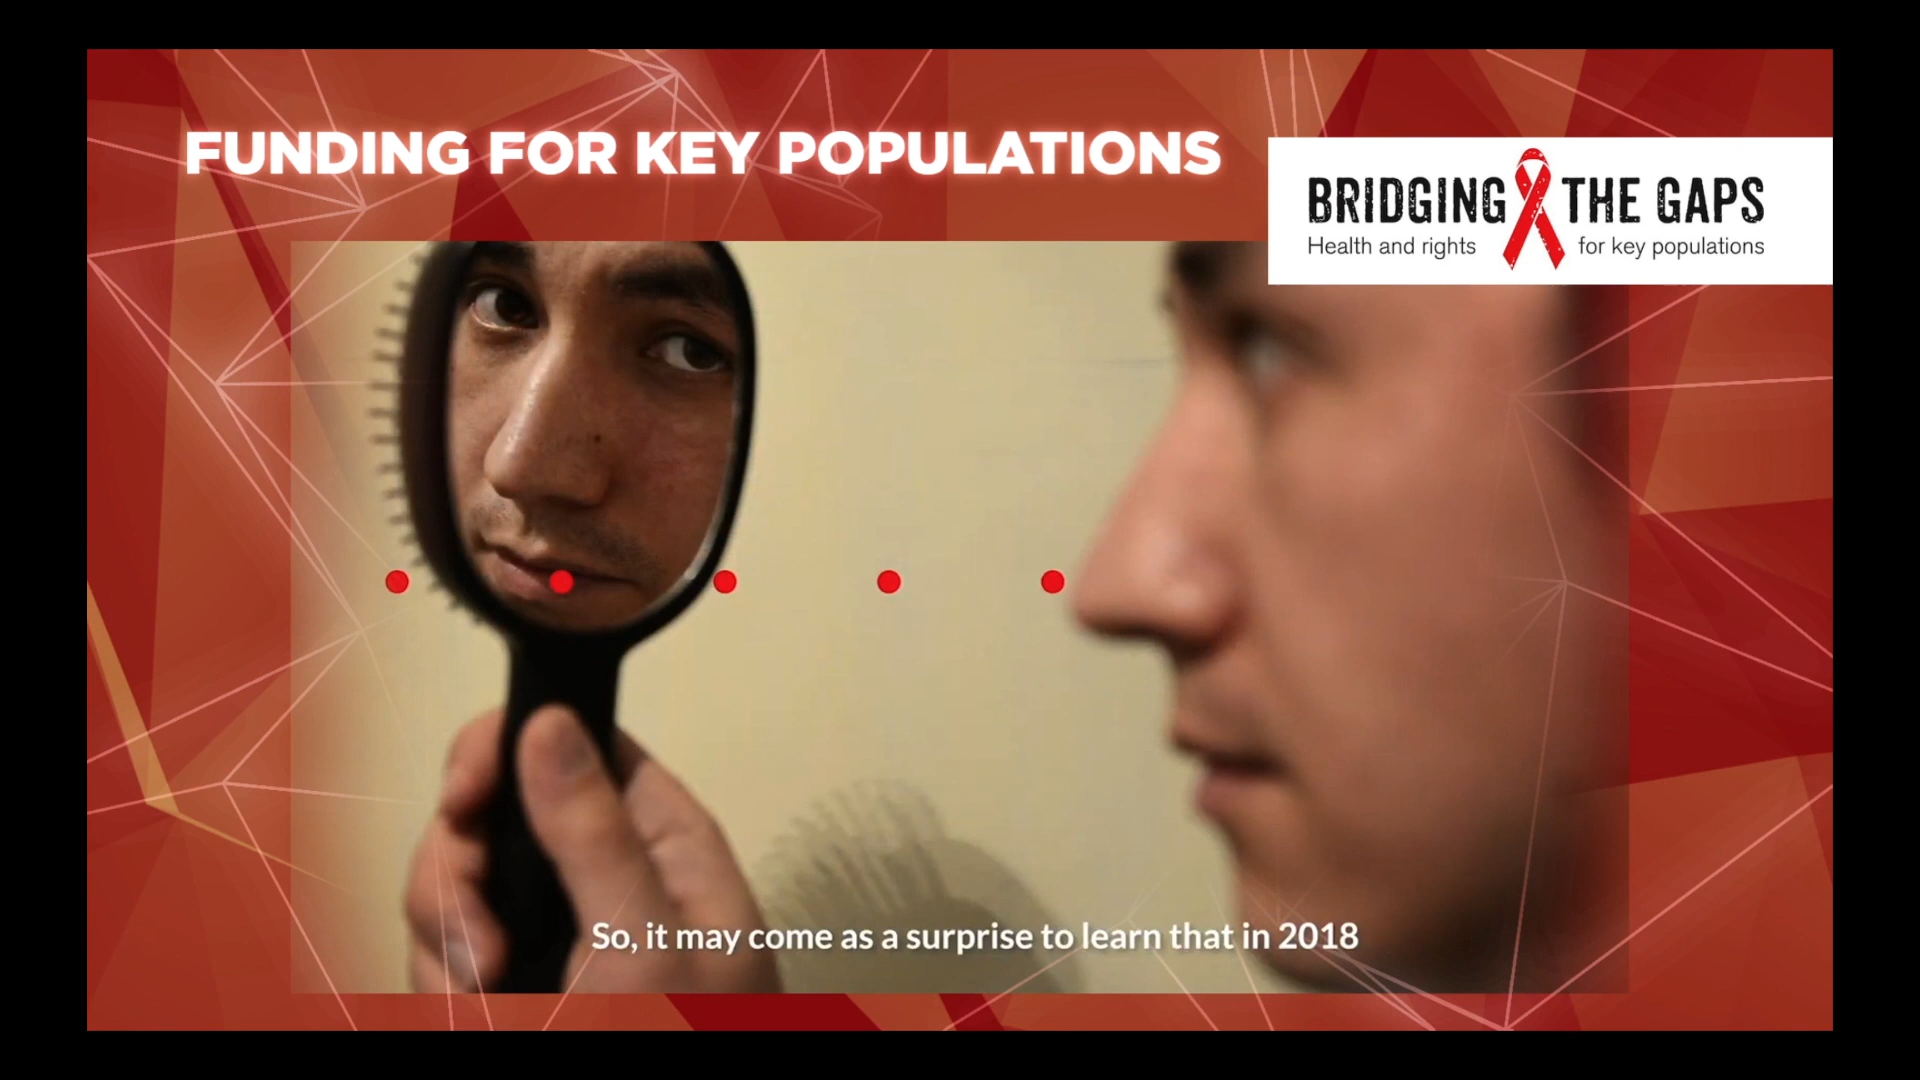 FUNDING FOR KEY POPULATIONS
BRIDGING THE GAPS
Health and rights for key populations
So, it may come as a surprise to learn that in 2018